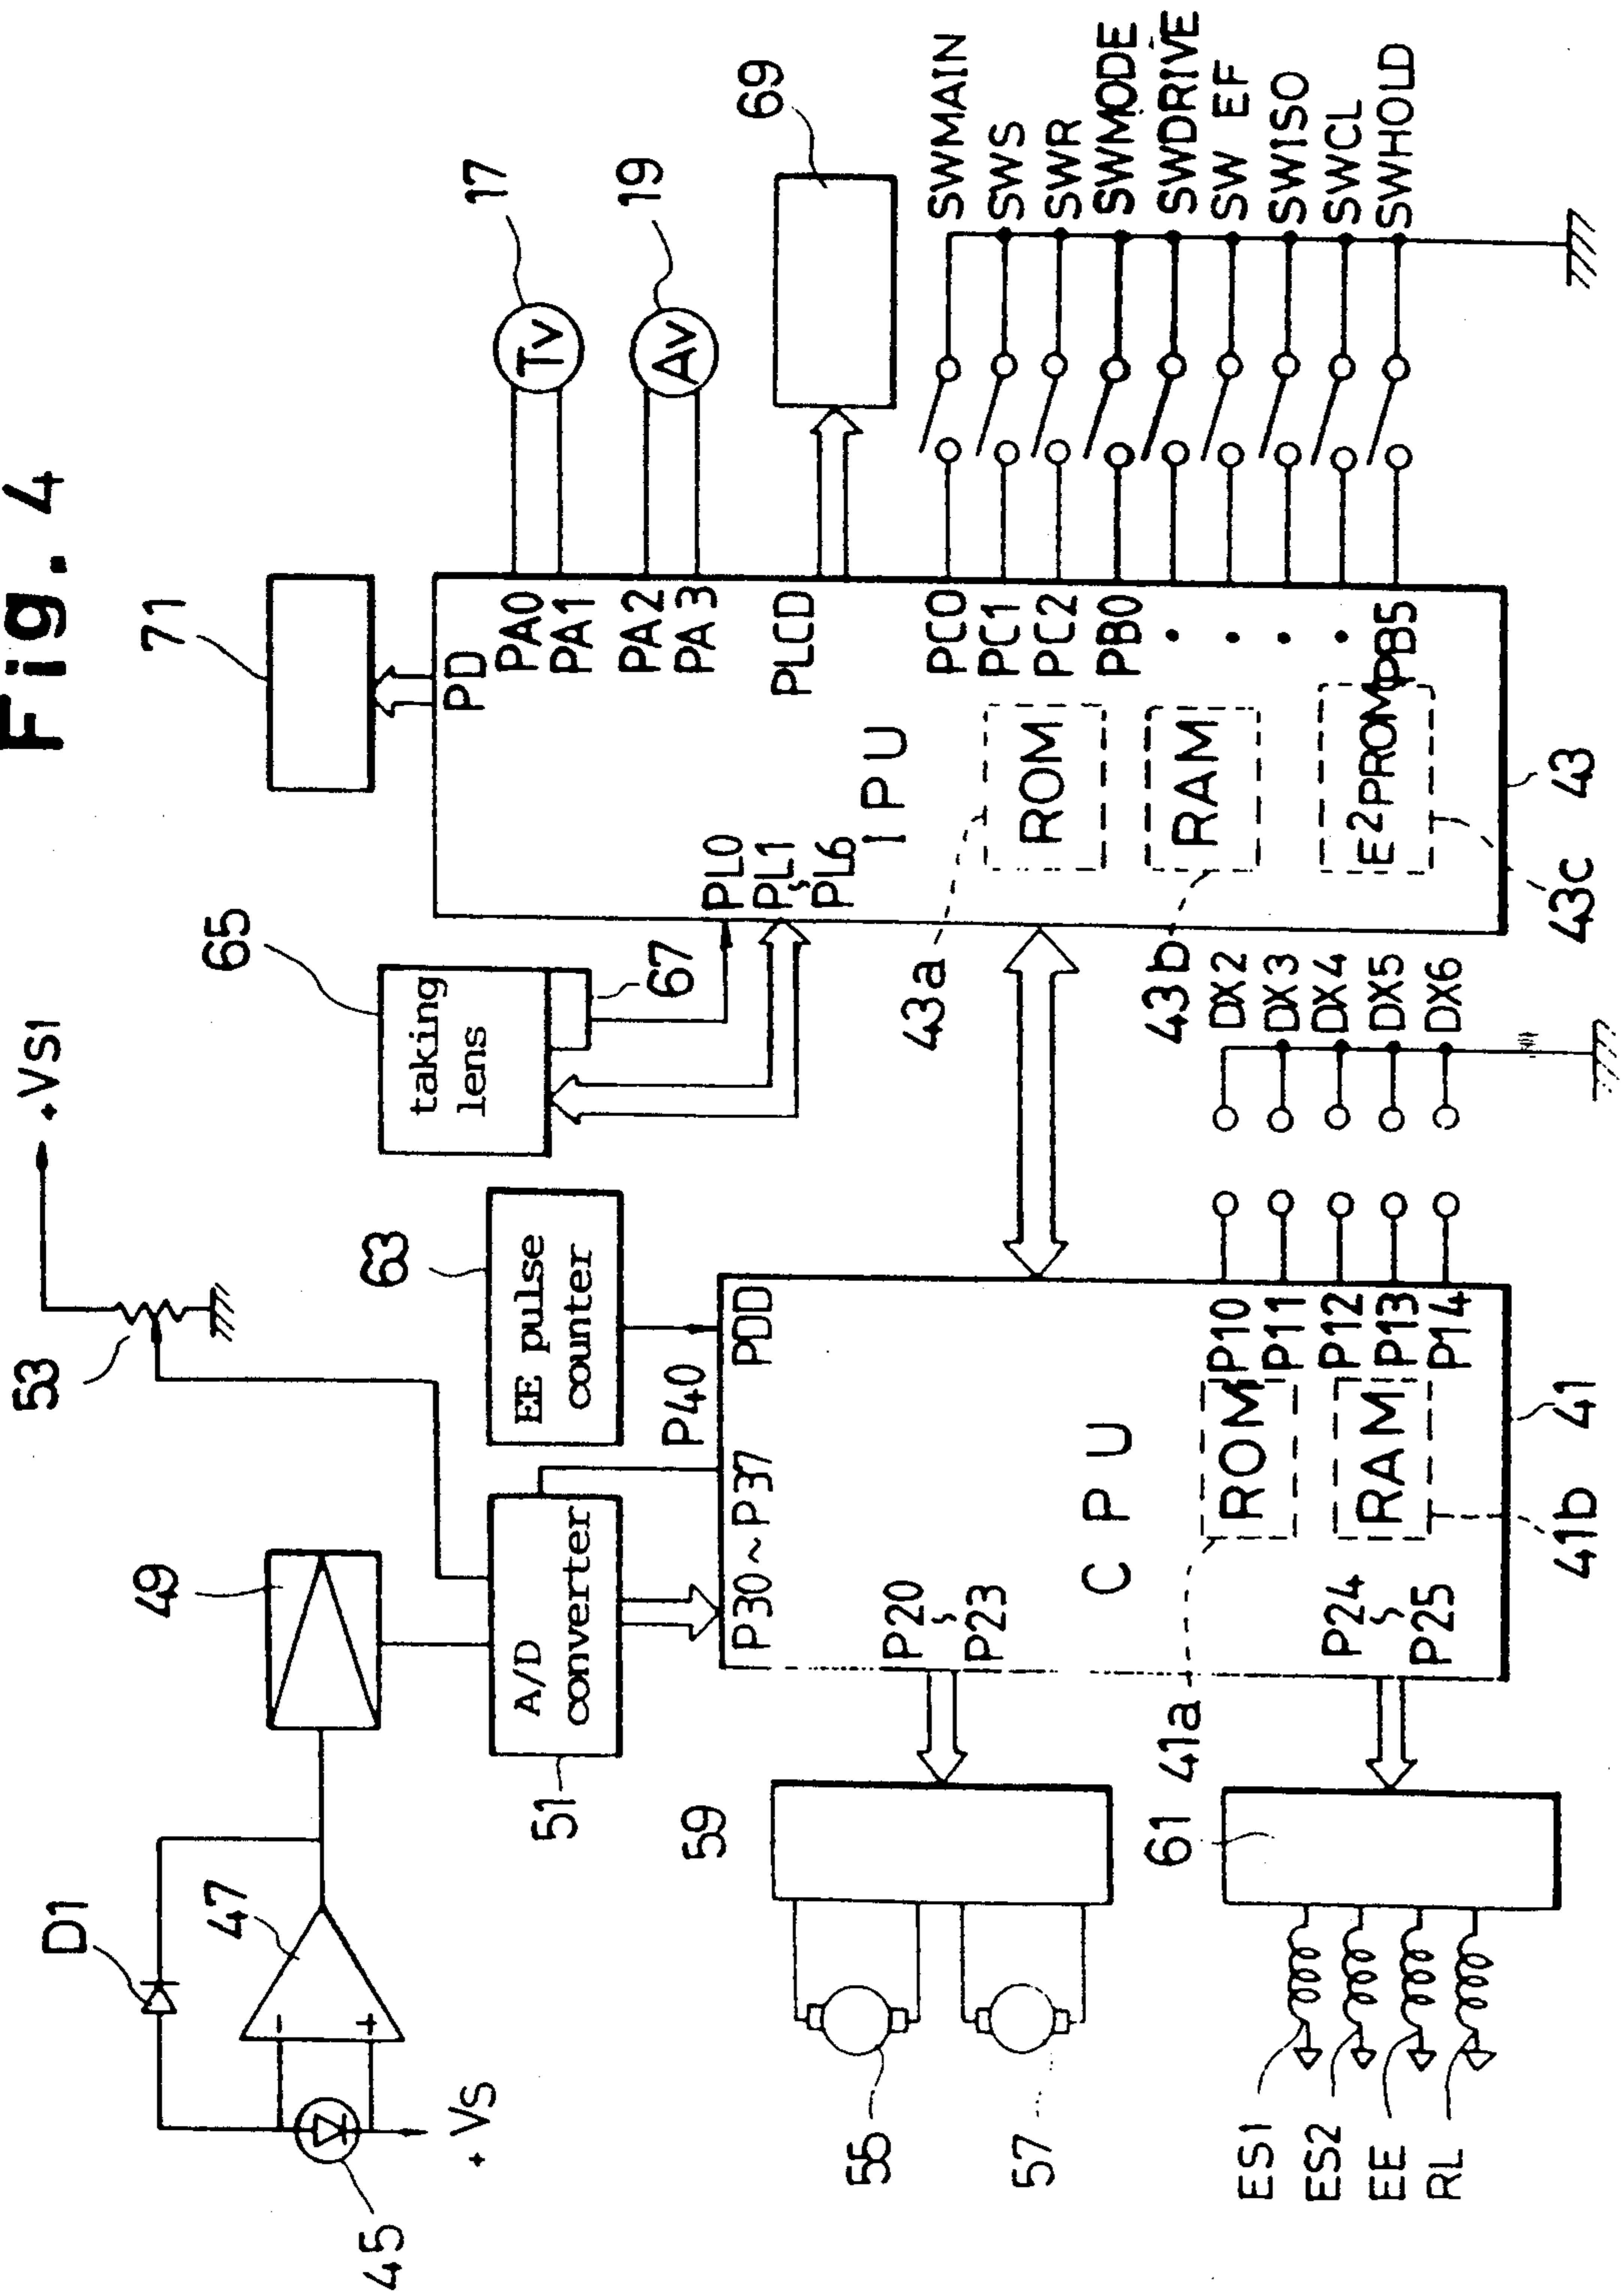 Fig. 4
71
17
19
69
Tv
Av
PD
PA0
PA1
PA2
PA3
PLCD
PC0
PC1
PC2
PB0
PB5
SWMAIN
SWS
SWR
SWMODE
SWDRIVE
SW EF
SWISO
SWCL
SWHOLD
PL0
PL1
PL6
IPU
ROM
RAM
E2PROM
43
43a
43b
43c
65
taking
lens
67
+VS1
53
63
EE pulse
counter
49
A/D
converter
51
P40
PDD
P30~P37
P20
P23
CPU
ROM
RAM
P10
P11
P12
P13
P14
P24
P25
41
41a
41b
DX2
DX3
DX4
DX5
DX6
D1
47
-
+
+Vs
45
59
55
57
61
ES1
ES2
EE
RL